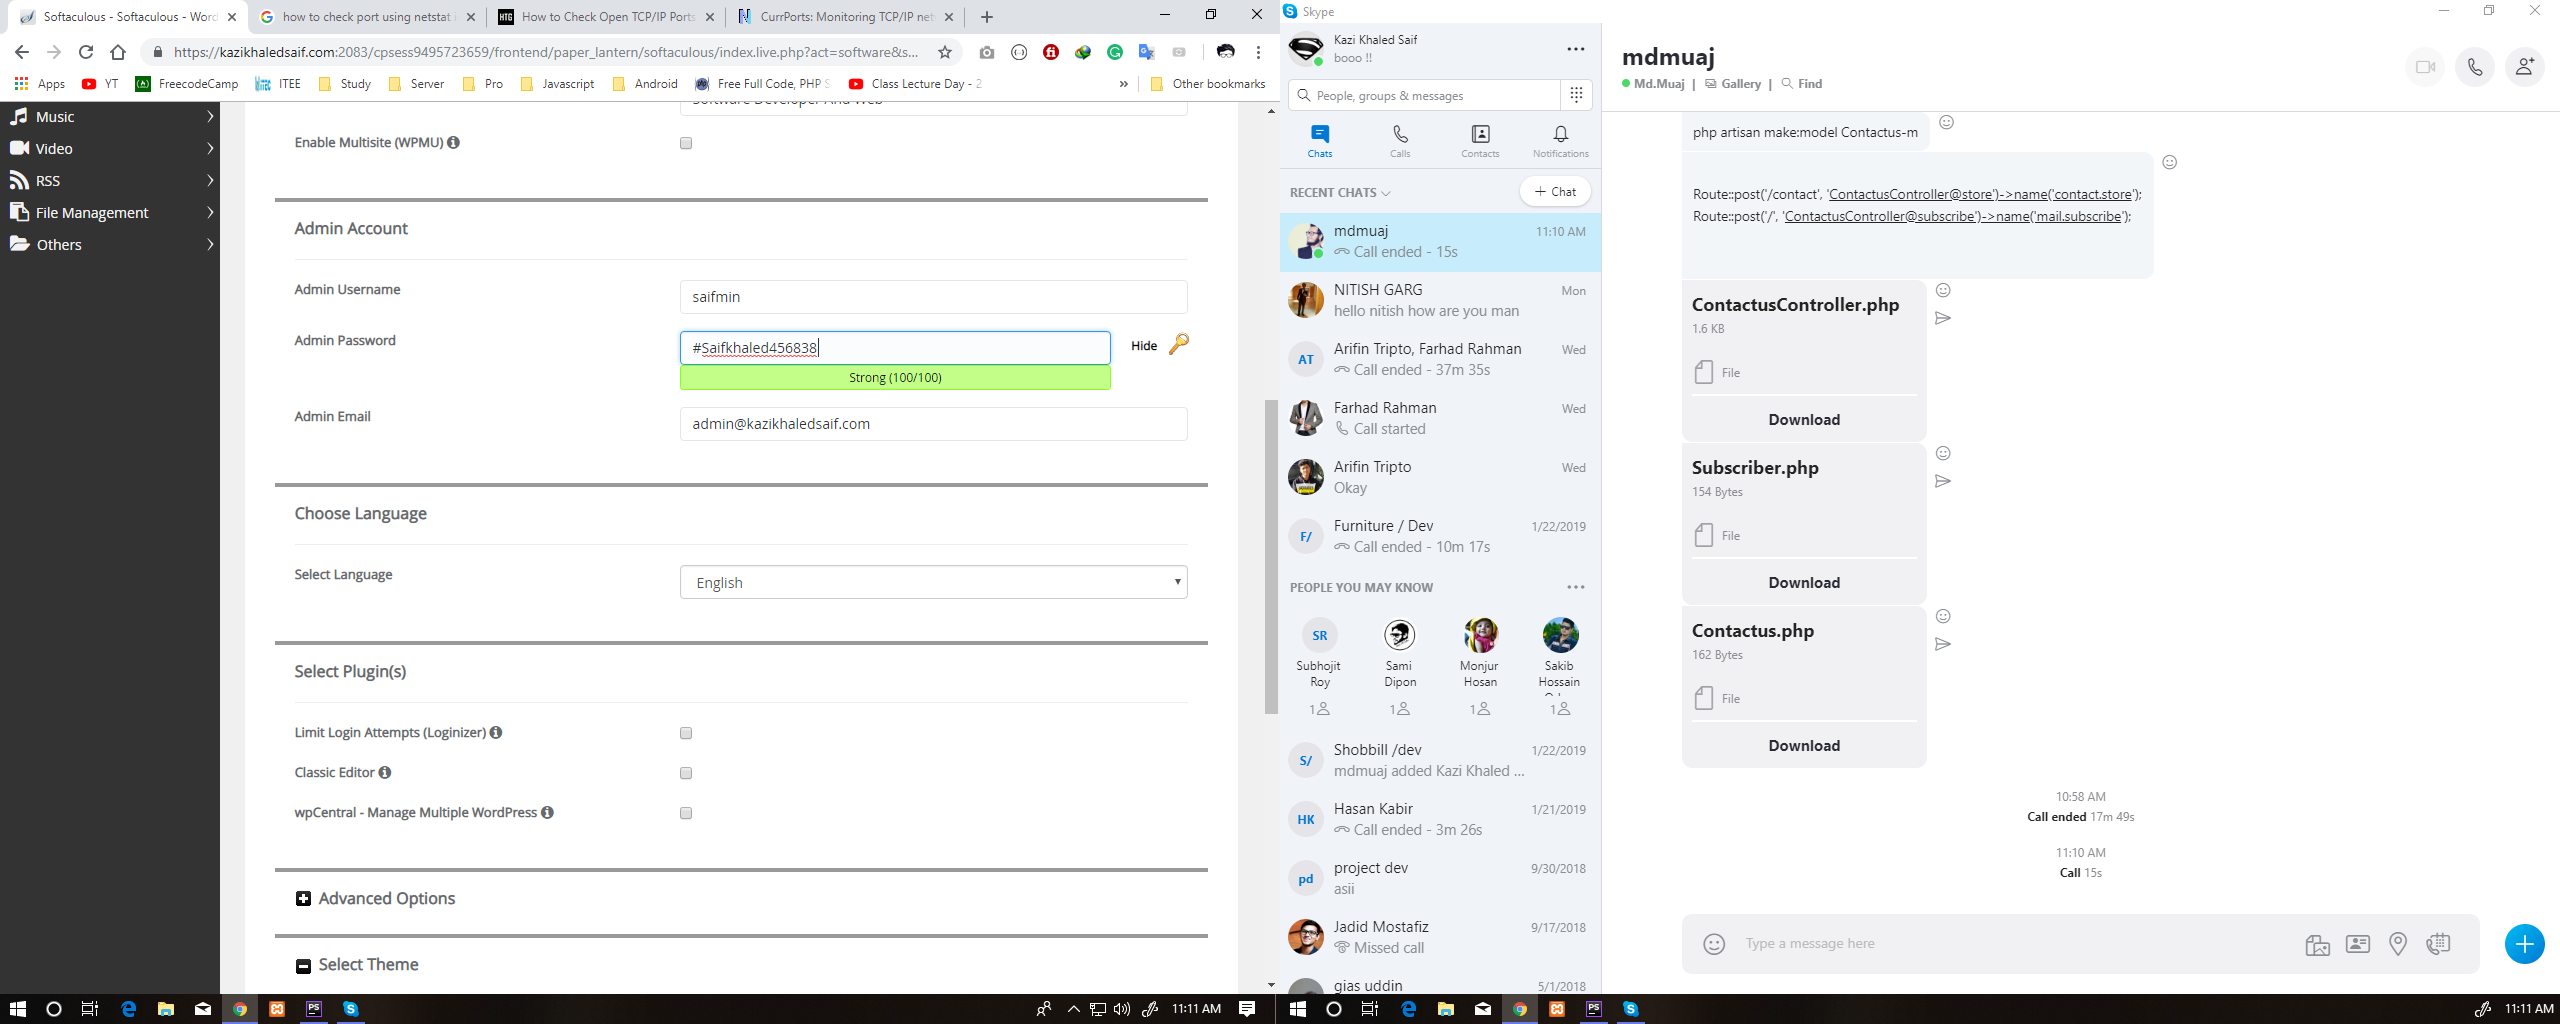 Softaculous - Softaculous - Word
how to check port using netstat
How to Check Open TCP/IP Ports
CurrPorts: Monitoring TCP/IP net
https://kazikhaledsaif.com:2083/cpsess9495723659/frontend/paper_lantern/softaculous/index.live.php?act=software&s...
Apps
YT
FreecodeCamp
ITEE
Study
Server
Pro
Javascript
Android
Free Full Code, PHP S
Class Lecture Day - 2
»
Other bookmarks
Music
Video
RSS
File Management
Others
Software Developer And Web
Enable Multisite (WPMU)
Admin Account
Admin Username
saifmin
Admin Password
#Saifkhaled456838
Hide
Strong (100/100)
Admin Email
admin@kazikhaledsaif.com
Choose Language
Select Language
English
Select Plugin(s)
Limit Login Attempts (Loginizer)
Classic Editor
wpCentral - Manage Multiple WordPress
Advanced Options
Select Theme
11:11 AM
Skype
Kazi Khaled Saif
booo !!
People, groups & messages
Chats
Calls
Contacts
Notifications
RECENT CHATS
+ Chat
mdmuaj
11:10 AM
Call ended - 15s
NITISH GARG
Mon
hello nitish how are you man
AT
Arifin Tripto, Farhad Rahman
Wed
Call ended - 37m 35s
Farhad Rahman
Wed
Call started
Arifin Tripto
Wed
Okay
F/
Furniture / Dev
1/22/2019
Call ended - 10m 17s
PEOPLE YOU MAY KNOW
SR
Subhojit Roy
1
Sami Dipon
1
Monjur Hosan
1
Sakib Hossain
1
S/
Shobbill /dev
1/22/2019
mdmuaj added Kazi Khaled ...
HK
Hasan Kabir
1/21/2019
Call ended - 3m 26s
pd
project dev
9/30/2018
asii
Jadid Mostafiz
9/17/2018
Missed call
gias uddin
5/1/2018
mdmuaj
Md.Muaj | Gallery | Find
php artisan make:model Contactus-m
Route::post('/contact', 'ContactusController@store')->name('contact.store');
Route::post('/', 'ContactusController@subscribe')->name('mail.subscribe');
ContactusController.php
1.6 KB
File
Download
Subscriber.php
154 Bytes
File
Download
Contactus.php
162 Bytes
File
Download
10:58 AM
Call ended 17m 49s
11:10 AM
Call 15s
Type a message here
11:11 AM